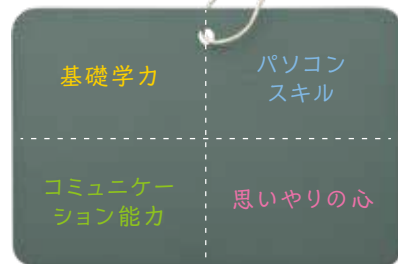 基礎学力
パソコン
スキル
コミュニケー
ション能力
思いやりの心